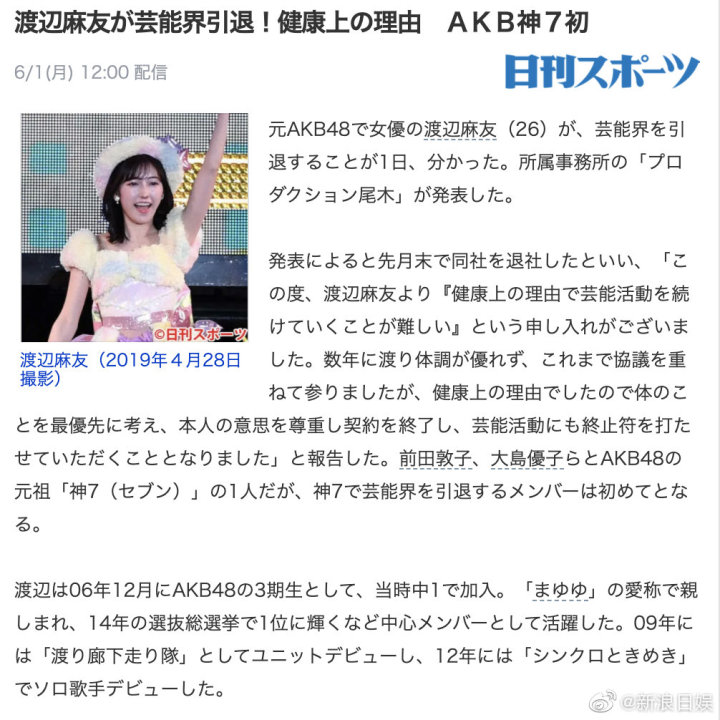 渡辺麻友が芸能界引退！健康上の理由　ＡＫＢ神７初
6/1(月) 12:00 配信
日刊スポーツ
©日刊スポーツ
渡辺麻友（2019年４月28日
撮影）
元AKB48で女優の渡辺麻友（26）が、芸能界を引
退することが1日、分かった。所属事務所の「プロ
ダクション尾木」が発表した。
発表によると先月末で同社を退社したといい、「こ
の度、渡辺麻友より『健康上の理由で芸能活動を続
けていくことが難しい』という申し入れがございま
した。数年に渡り体調が優れず、これまで協議を重
ねて参りましたが、健康上の理由でしたので体のこ
とを最優先に考え、本人の意思を尊重し契約を終了し、芸能活動にも終止符を打た
せていただくこととなりました」と報告した。前田敦子、大島優子らとAKB48の
元祖「神7（セブン）」の1人だが、神7で芸能界を引退するメンバーは初めてとな
る。
渡辺は06年12月にAKB48の3期生として、当時中1で加入。「まゆゆ」の愛称で親
しまれ、14年の選抜総選挙で1位に輝くなど中心メンバーとして活躍した。09年に
は「渡り廊下走り隊」としてユニットデビューし、12年には「シンクロときめき」
でソロ歌手デビューした。
@新浪日娱